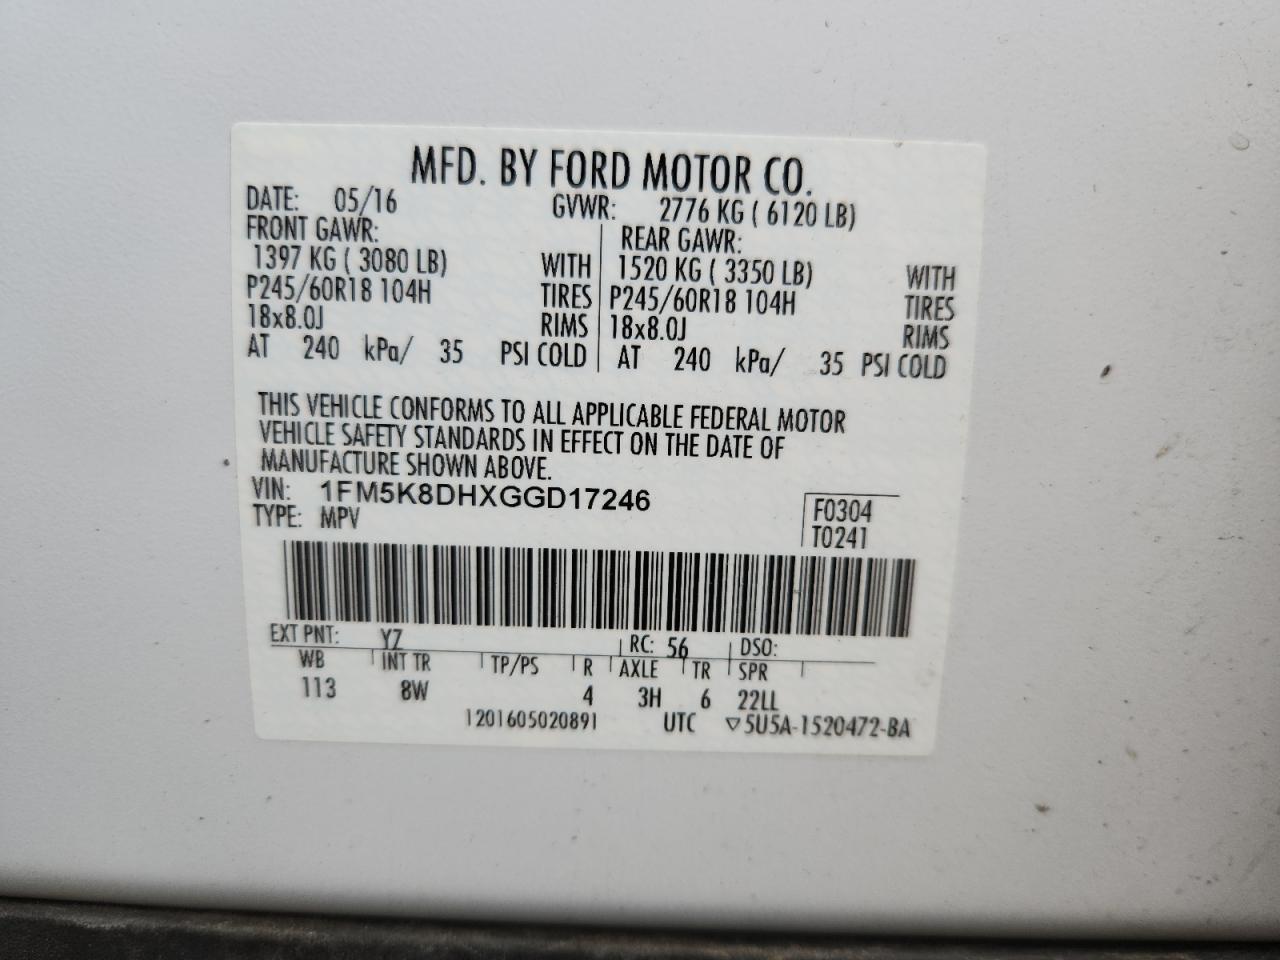 MFD. BY FORD MOTOR CO.
DATE: 05/16 GVWR: 2776 KG ( 6120 LB)
FRONT GAWR: REAR GAWR:
1397 KG ( 3080 LB) WITH 1520 KG ( 3350 LB) WITH
P245/60R18 104H TIRES P245/60R18 104H TIRES
18x8.0J RIMS 18x8.0J RIMS
AT 240 kPa/ 35 PSI COLD AT 240 kPa/ 35 PSI COLD
THIS VEHICLE CONFORMS TO ALL APPLICABLE FEDERAL MOTOR
VEHICLE SAFETY STANDARDS IN EFFECT ON THE DATE OF
MANUFACTURE SHOWN ABOVE.
VIN: 1FM5K8DHXGGD17246
TYPE: MPV
F0304
T0241
EXT PNT: YZ RC: 56 DSO:
WB INT TR TP/PS R AXLE TR SPR
113 8W 4 3H 6 22LL
1201605020891 UTC ▽5U5A-1520472-BA